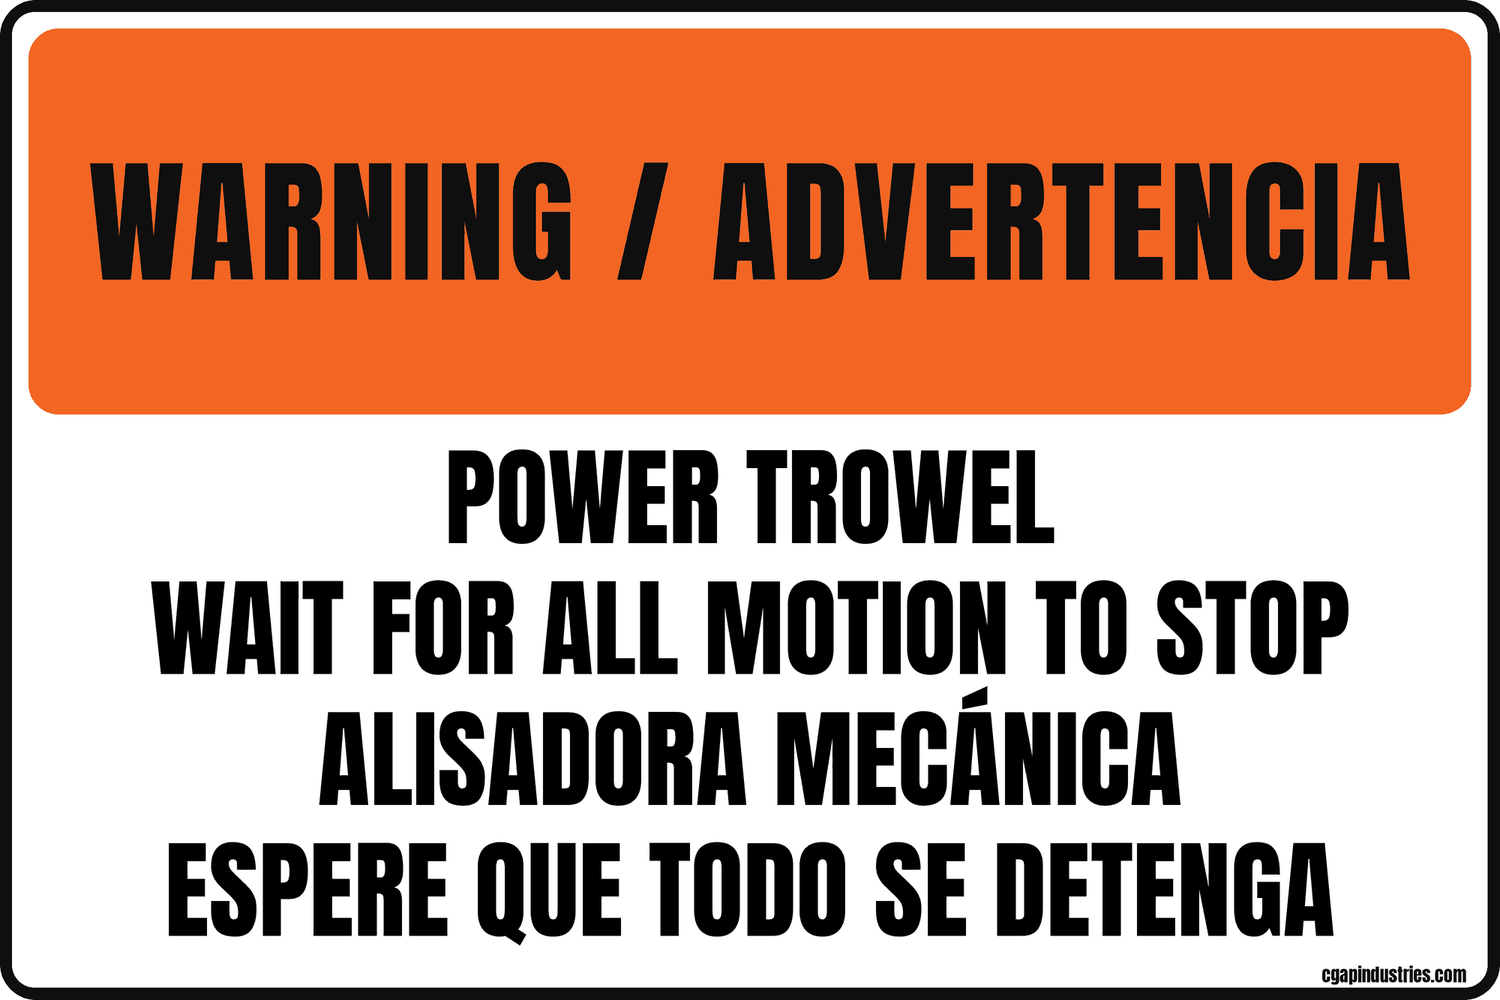 WARNING / ADVERTENCIA
POWER TROWEL
WAIT FOR ALL MOTION TO STOP
ALISADORA MECÁNICA
ESPERE QUE TODO SE DETENGA
cgapindustries.com